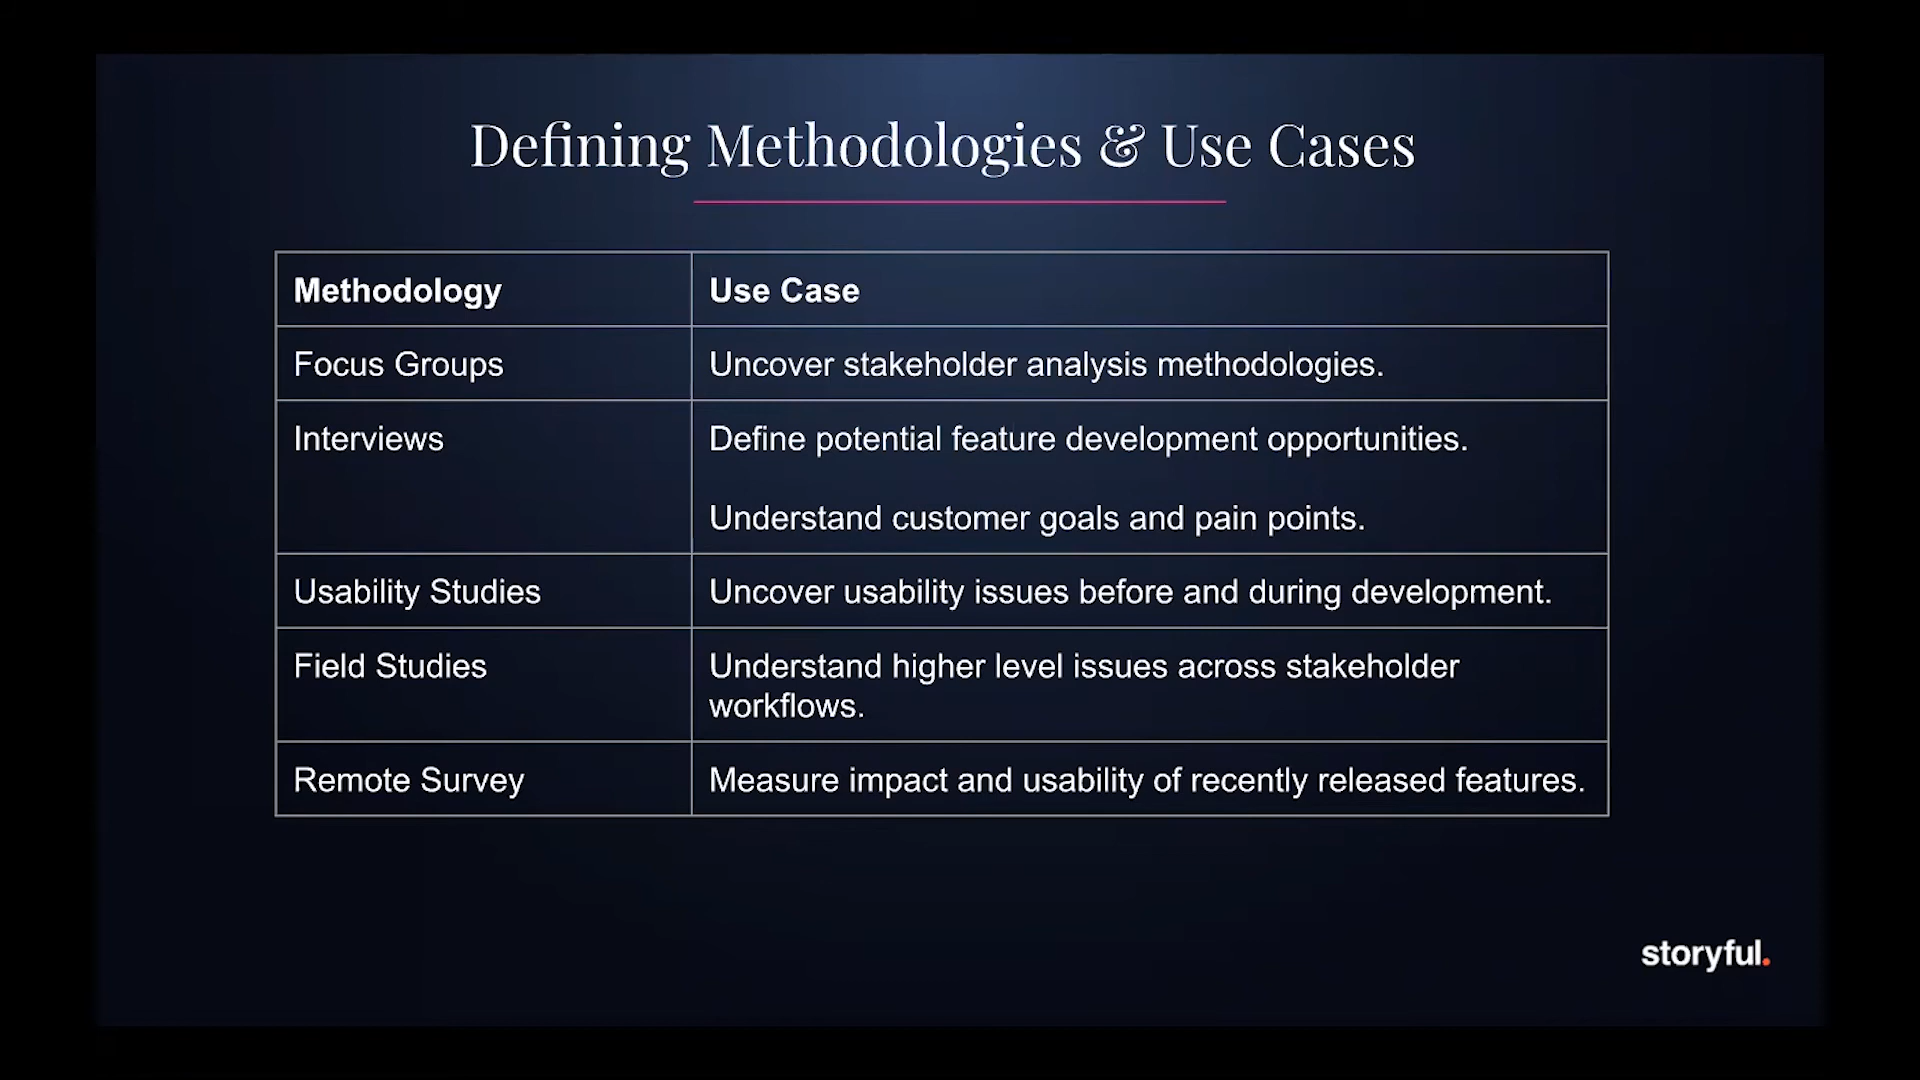 Defining Methodologies & Use Cases
Methodology
Use Case
Focus Groups
Uncover stakeholder analysis methodologies.
Interviews
Define potential feature development opportunities.
Understand customer goals and pain points.
Usability Studies
Uncover usability issues before and during development.
Field Studies
Understand higher level issues across stakeholder
workflows.
Remote Survey
Measure impact and usability of recently released features.
storyful.